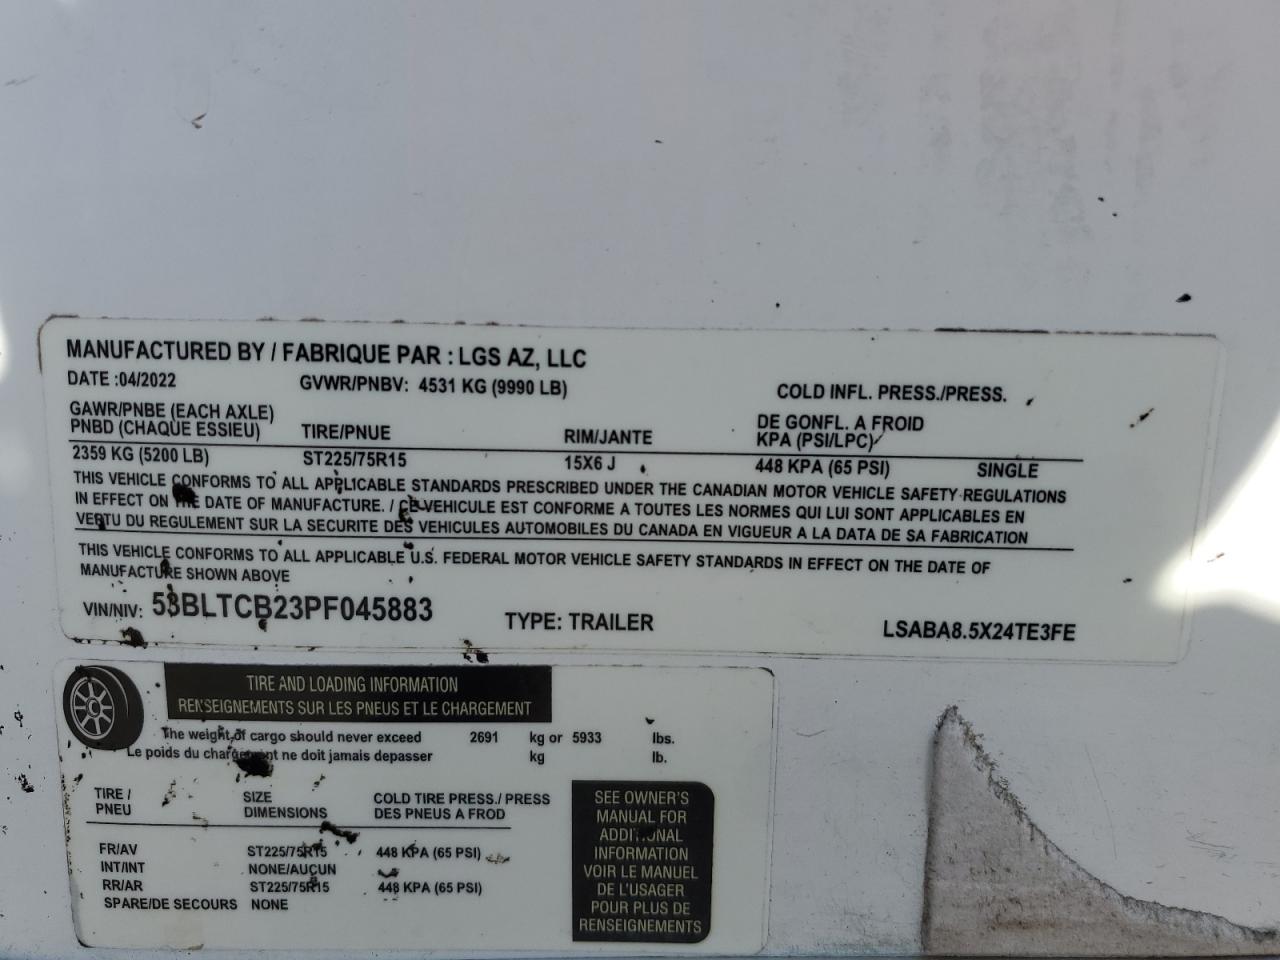 MANUFACTURED BY / FABRIQUE PAR : LGS AZ, LLC
DATE :04/2022 GVWR/PNBV: 4531 KG (9990 LB) COLD INFL. PRESS./PRESS.
GAWR/PNBE (EACH AXLE) DE GONFL. A FROID
PNBD (CHAQUE ESSIEU) TIRE/PNUE RIM/JANTE KPA (PSI/LPC)
2359 KG (5200 LB) ST225/75R15 15X6 J 448 KPA (65 PSI) SINGLE
THIS VEHICLE CONFORMS TO ALL APPLICABLE STANDARDS PRESCRIBED UNDER THE CANADIAN MOTOR VEHICLE SAFETY REGULATIONS
IN EFFECT ON THE DATE OF MANUFACTURE. / CE VEHICULE EST CONFORME A TOUTES LES NORMES QUI LUI SONT APPLICABLES EN
VERTU DU REGULEMENT SUR LA SECURITE DES VEHICULES AUTOMOBILES DU CANADA EN VIGUEUR A LA DATA DE SA FABRICATION
THIS VEHICLE CONFORMS TO ALL APPLICABLE U.S. FEDERAL MOTOR VEHICLE SAFETY STANDARDS IN EFFECT ON THE DATE OF
MANUFACTURE SHOWN ABOVE
VIN/NIV: 53BLTCB23PF045883 TYPE: TRAILER LSABA8.5X24TE3FE
TIRE AND LOADING INFORMATION
RENSEIGNEMENTS SUR LES PNEUS ET LE CHARGEMENT
The weight of cargo should never exceed 2691 kg or 5933 lbs.
Le poids du chargement ne doit jamais depasser kg lb.
TIRE / SIZE COLD TIRE PRESS./ PRESS
PNEU DIMENSIONS DES PNEUS A FROD
FR/AV ST225/75R15 448 KPA (65 PSI)
INT/INT NONE/AUCUN
RR/AR ST225/75R15 448 KPA (65 PSI)
SPARE/DE SECOURS NONE
SEE OWNER'S
MANUAL FOR
ADDITIONAL
INFORMATION
VOIR LE MANUEL
DE L'USAGER
POUR PLUS DE
RENSEIGNEMENTS